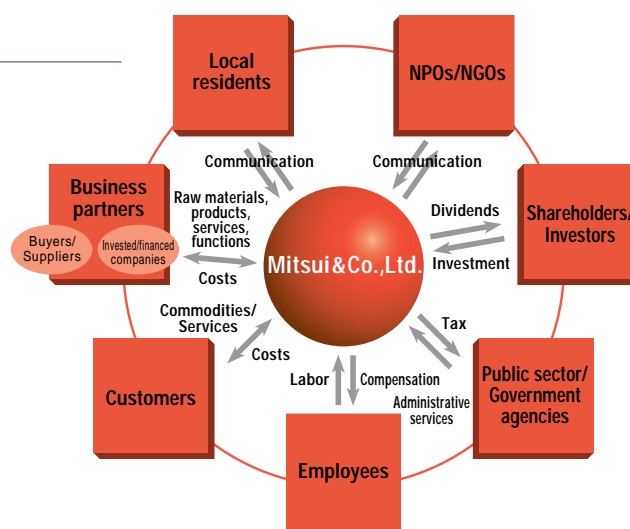 Local
residents
NPOs/NGOs
Communication
Communication
Business
partners
Buyers/
Suppliers
Invested/financed
companies
Raw materials,
products,
services,
functions
Costs
Dividends
Investment
Shareholders/
Investors
Mitsui&Co.,Ltd.
Commodities/
Services
Costs
Customers
Labor
Compensation
Tax
Administrative
services
Public sector/
Government
agencies
Employees